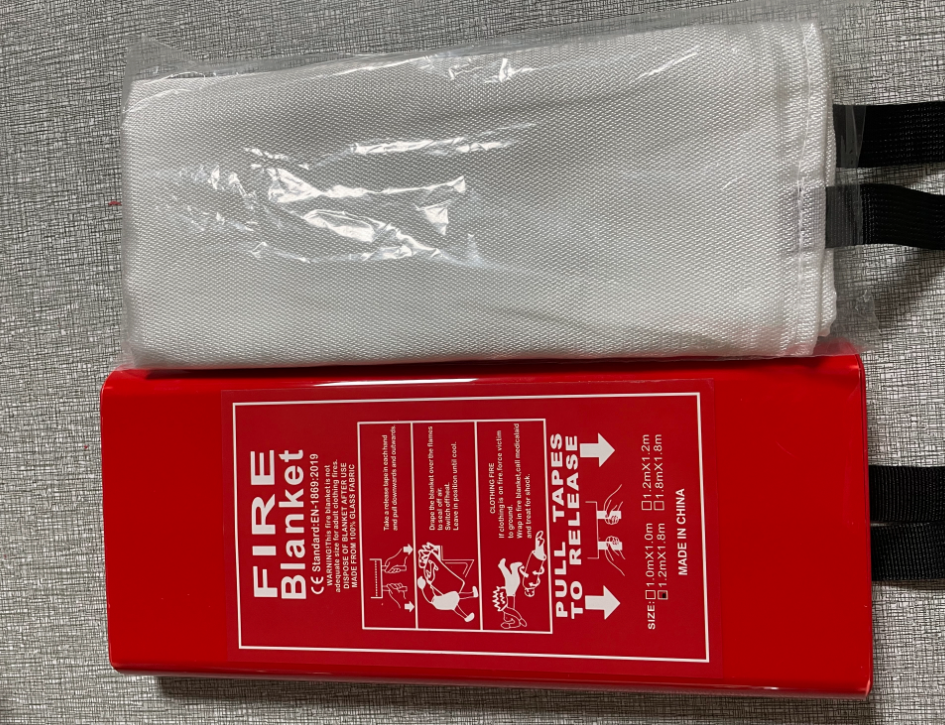 FIRE
Blanket
CE Standard:EN-1869:2019
WARNING!This fire blanket is not
adequate size for adult clothing fires.
DISPOSE OF BLANKET AFTER USE
MADE FROM 100% GLASS FABRIC
Take a release tape in each hand
and pull downwards and outwards.
Drape the blanket over the flames
to seal off air.
Switch offheat.
Leave in position until cool.
CLOTHING FIRE
If clothing is on fire.force victim
to ground.
Wrap in fire blanket,call medicalaid
and treat for shock.
PULL TAPES
TO RELEASE
SIZE: □1.0mX1.0m □1.2mX1.2m
■1.2mX1.8m □1.8mX1.8m
MADE IN CHINA